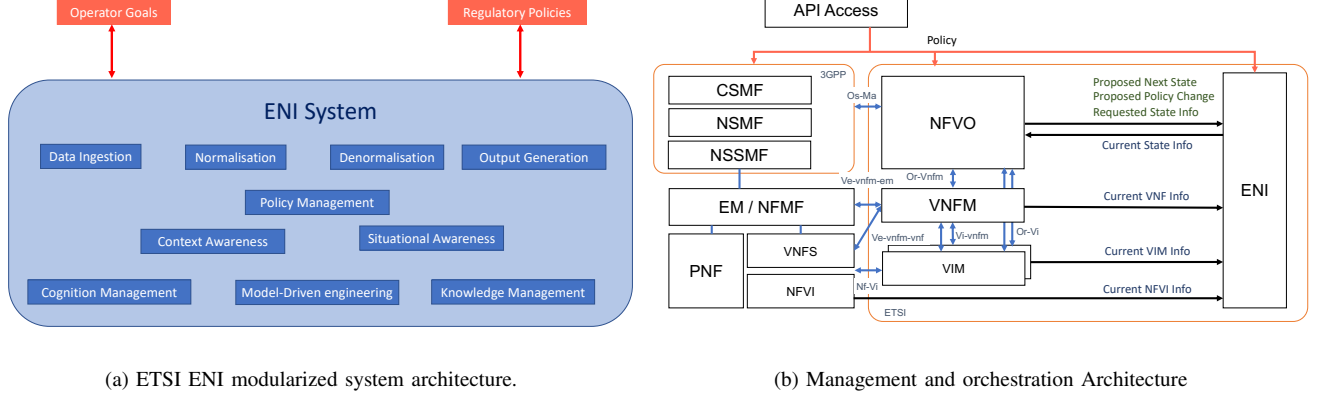 Operator Goals
Regulatory Policies
ENI System
Data Ingestion
Normalisation
Denormalisation
Output Generation
Policy Management
Context Awareness
Situational Awareness
Cognition Management
Model-Driven engineering
Knowledge Management
(a) ETSI ENI modularized system architecture.
API Access
Policy
3GPP
CSMF
NSMF
NSSMF
Os-Ma
NFVO
Proposed Next State
Proposed Policy Change
Requested State Info
Current State Info
ENI
Ve-vnfm-em
Or-Vnfm
EM / NFMF
VNFM
Current VNF Info
PNF
VNFS
Ve-vnfm-vnf
Vi-vnfm
Or-Vi
VIM
Current VIM Info
NFVI
Nf-Vi
Current NFVI Info
ETSI
(b) Management and orchestration Architecture